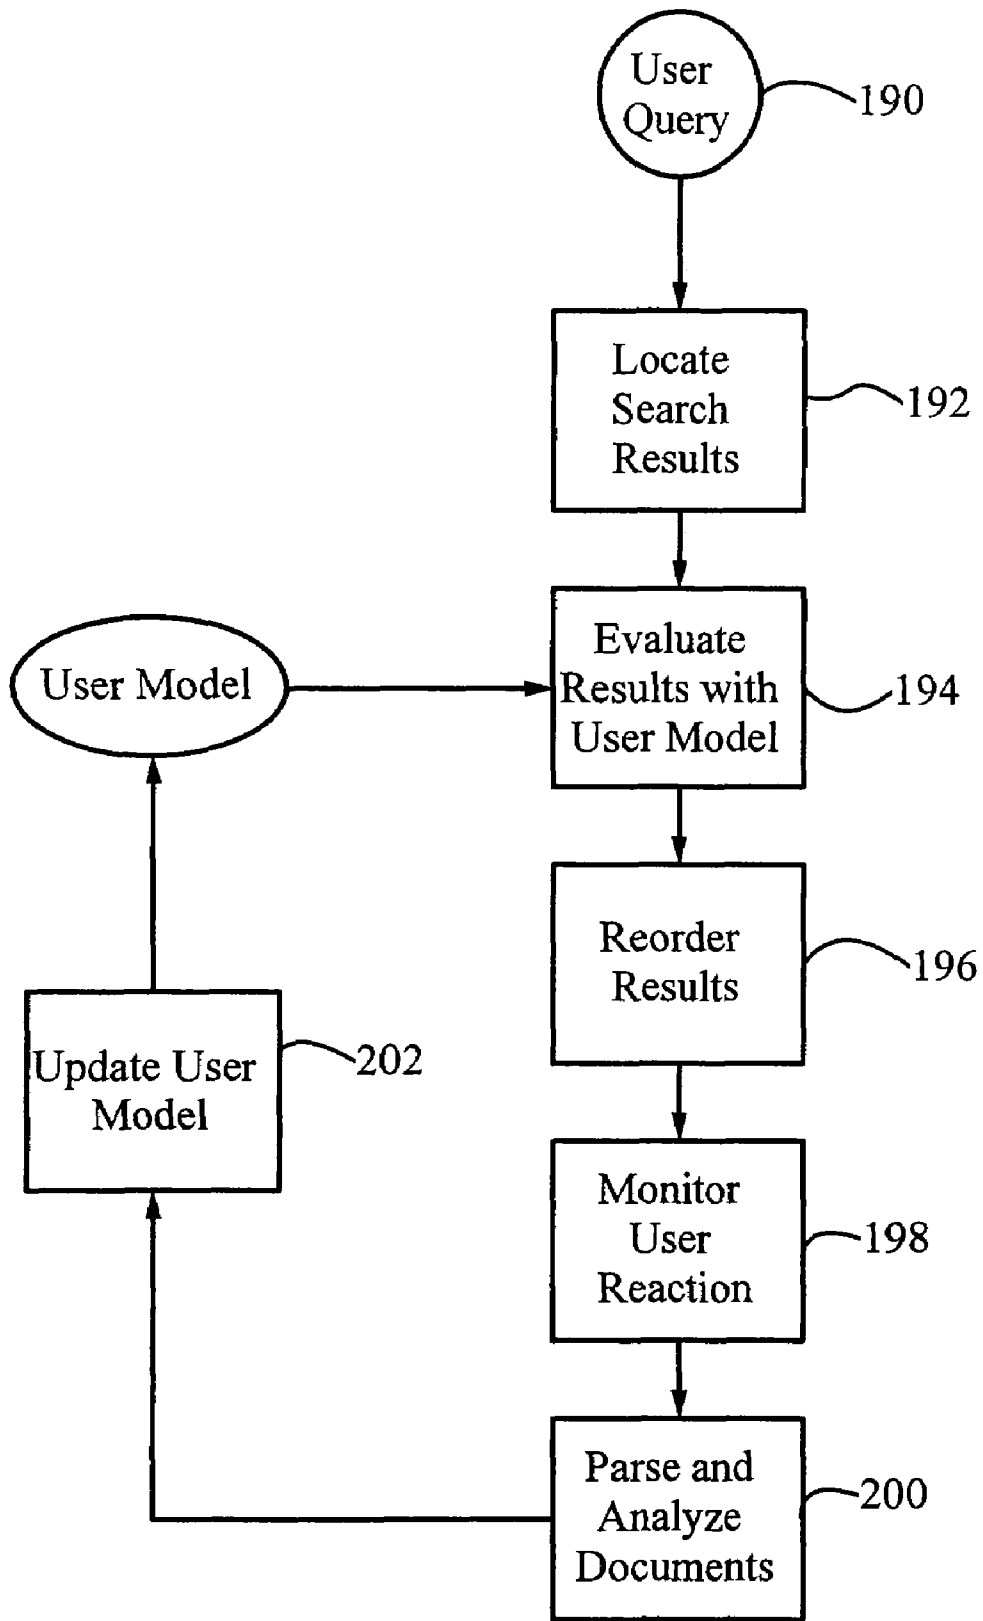 User
Query
190
Locate
Search
Results
192
Evaluate
Results with
User Model
194
User Model
Reorder
Results
196
Update User
Model
202
Monitor
User
Reaction
198
Parse and
Analyze
Documents
200